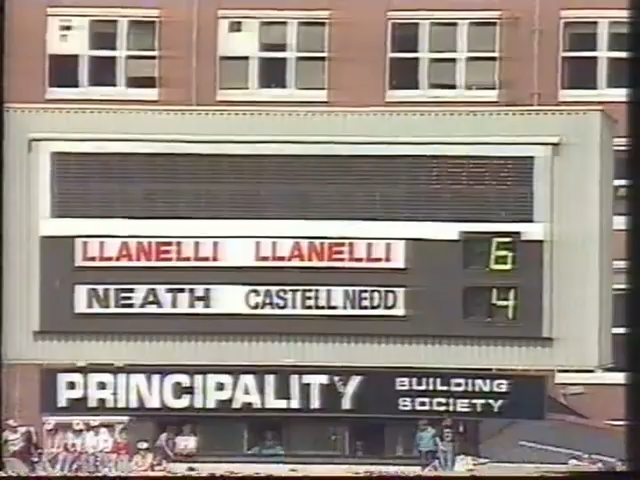 LLANELLI LLANELLI 6
NEATH CASTELL NEDD 4
PRINCIPALITY BUILDING SOCIETY